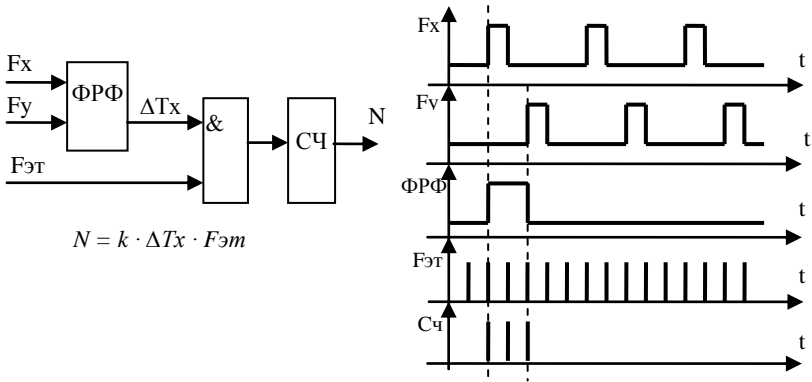 Fx
Fy
ФРФ
ΔTx
&
СЧ
N
Fэт
N = k · ΔTx · Fэт
Fx
t
Fy
t
ФРФ
t
Fэт
t
Сч
t